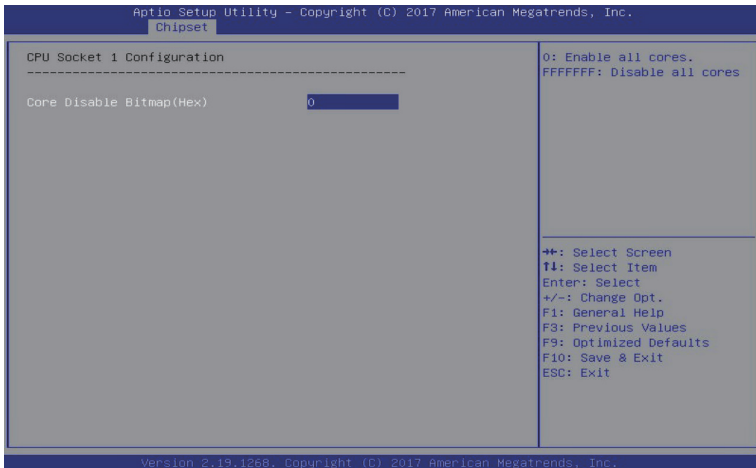 Aptio Setup Utility – Copyright (C) 2017 American Megatrends, Inc.
Chipset
CPU Socket 1 Configuration
--------------------------------------------------
Core Disable Bitmap(Hex) 0
0: Enable all cores.
FFFFFFF: Disable all cores
→←: Select Screen
↑↓: Select Item
Enter: Select
+/-: Change Opt.
F1: General Help
F3: Previous Values
F9: Optimized Defaults
F10: Save & Exit
ESC: Exit
Version 2.19.1268. Copyright (C) 2017 American Megatrends, Inc.